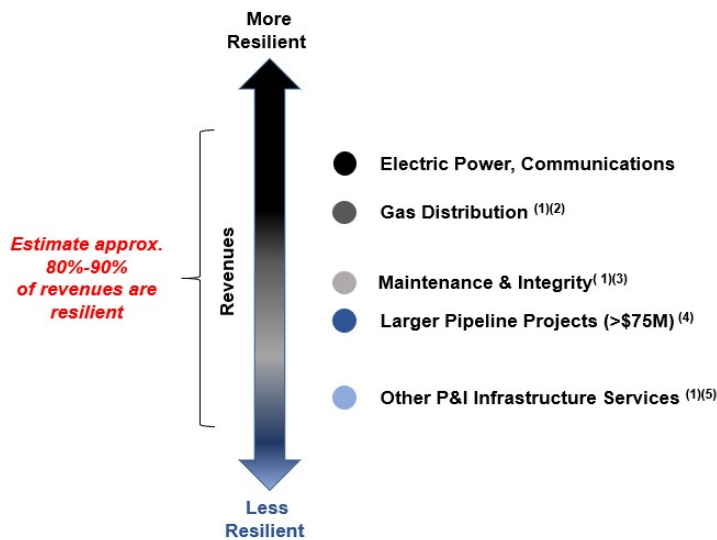 More
Resilient
Electric Power, Communications
Gas Distribution (1)(2)
Estimate approx.
80%-90%
of revenues are
resilient
Revenues
Maintenance & Integrity( 1)(3)
Larger Pipeline Projects (>$75M) (4)
Other P&I Infrastructure Services (1)(5)
Less
Resilient